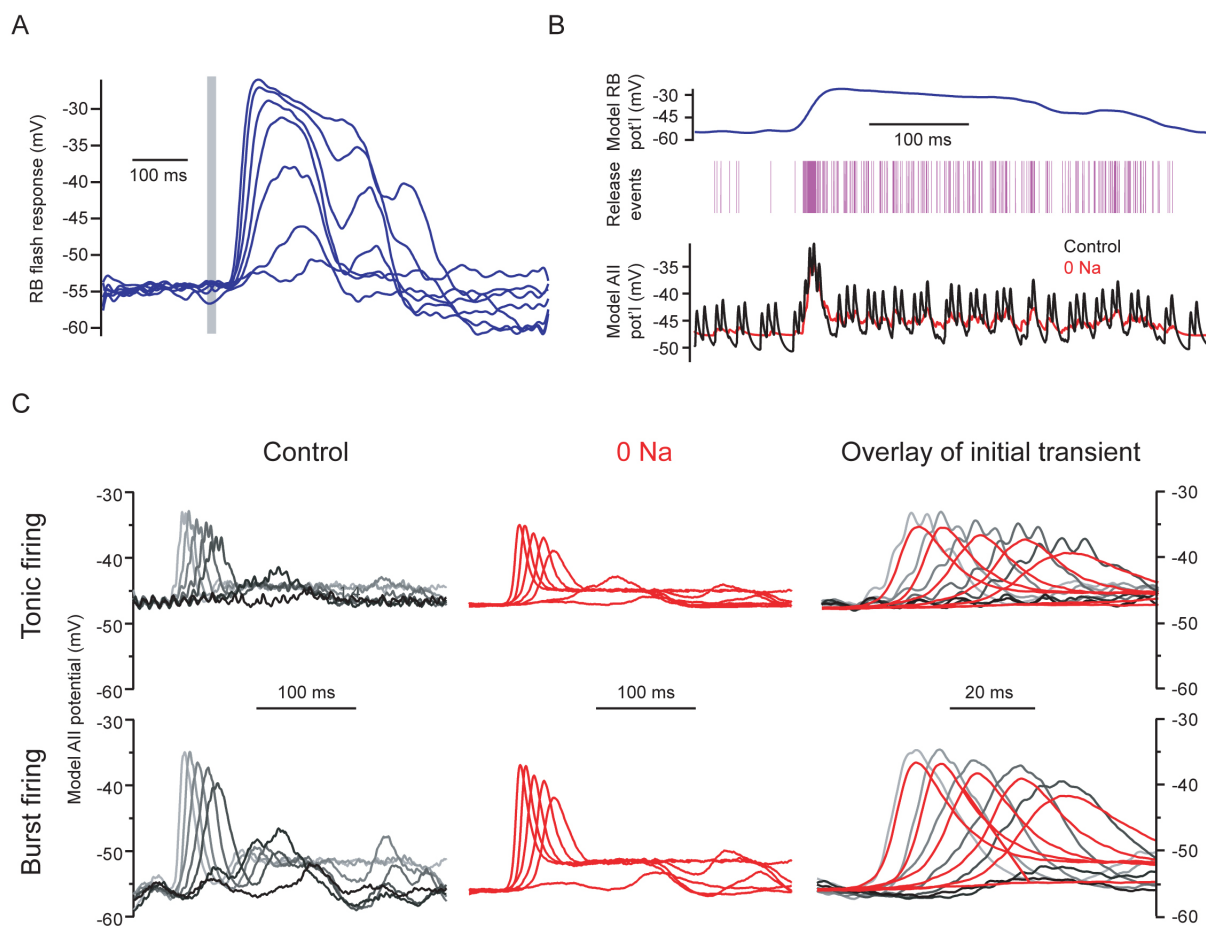 A
RB flash response (mV)
-30
-35
-40
-45
-50
-55
-60
100 ms
B
Model RB
pot'l (mV)
-30
-45
-60
100 ms
Release
events
Model AII
pot'l (mV)
-35
-40
-45
-50
Control
0 Na
C
Control
0 Na
Overlay of initial transient
Tonic firing
Burst firing
Model AII potential (mV)
-30
-40
-50
-60
-30
-40
-50
-60
100 ms
100 ms
20 ms
-30
-40
-50
-60
-30
-40
-50
-60